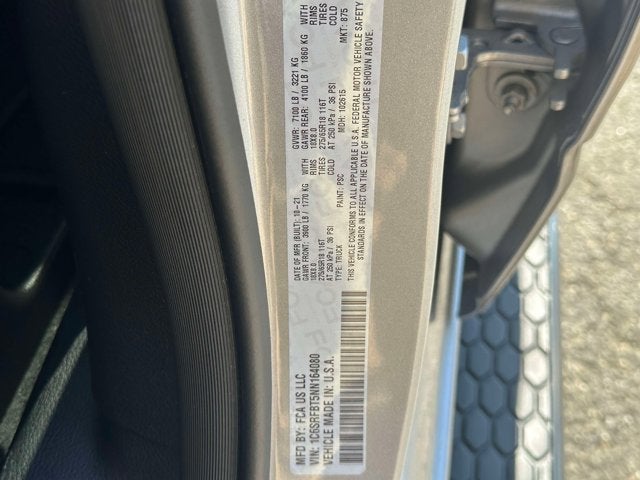 MFD BY: FCA US LLC
DATE OF MFR (BUILT): 10-21
GVWR: 7100 LB / 3221 KG
GAWR FRONT: 3900 LB / 1770 KG
WITH
GAWR REAR: 4100 LB / 1860 KG
WITH
18X8.0
RIMS
18X8.0
RIMS
275/65R18 116T
TIRES
275/65R18 116T
TIRES
AT 250 kPa / 36 PSI
COLD
AT 250 kPa / 36 PSI
COLD
TYPE: TRUCK
PAINT: PSC
MDH: 102615
MKT: 875
THIS VEHICLE CONFORMS TO ALL APPLICABLE U.S.A. FEDERAL MOTOR VEHICLE SAFETY
STANDARDS IN EFFECT ON THE DATE OF MANUFACTURE SHOWN ABOVE.
VIN: 1C6SRFBT5NN164080
VEHICLE MADE IN: U.S.A.